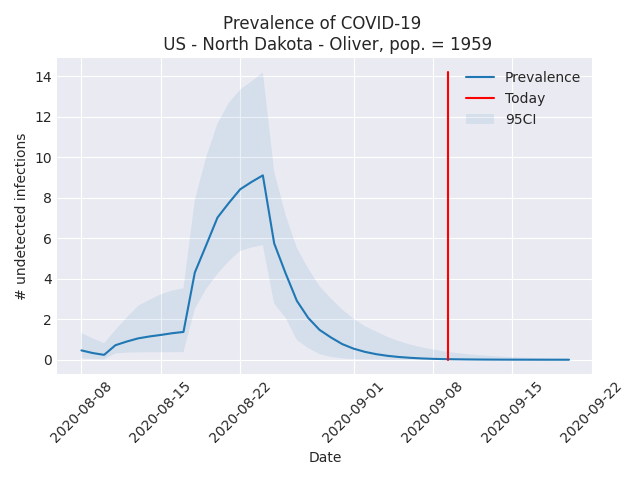 Prevalence of COVID-19
US - North Dakota - Oliver, pop. = 1959
# undetected infections
14
12
10
8
6
4
2
0
Prevalence
Today
95CI
2020-08-08
2020-08-15
2020-08-22
2020-09-01
2020-09-08
2020-09-15
2020-09-22
Date